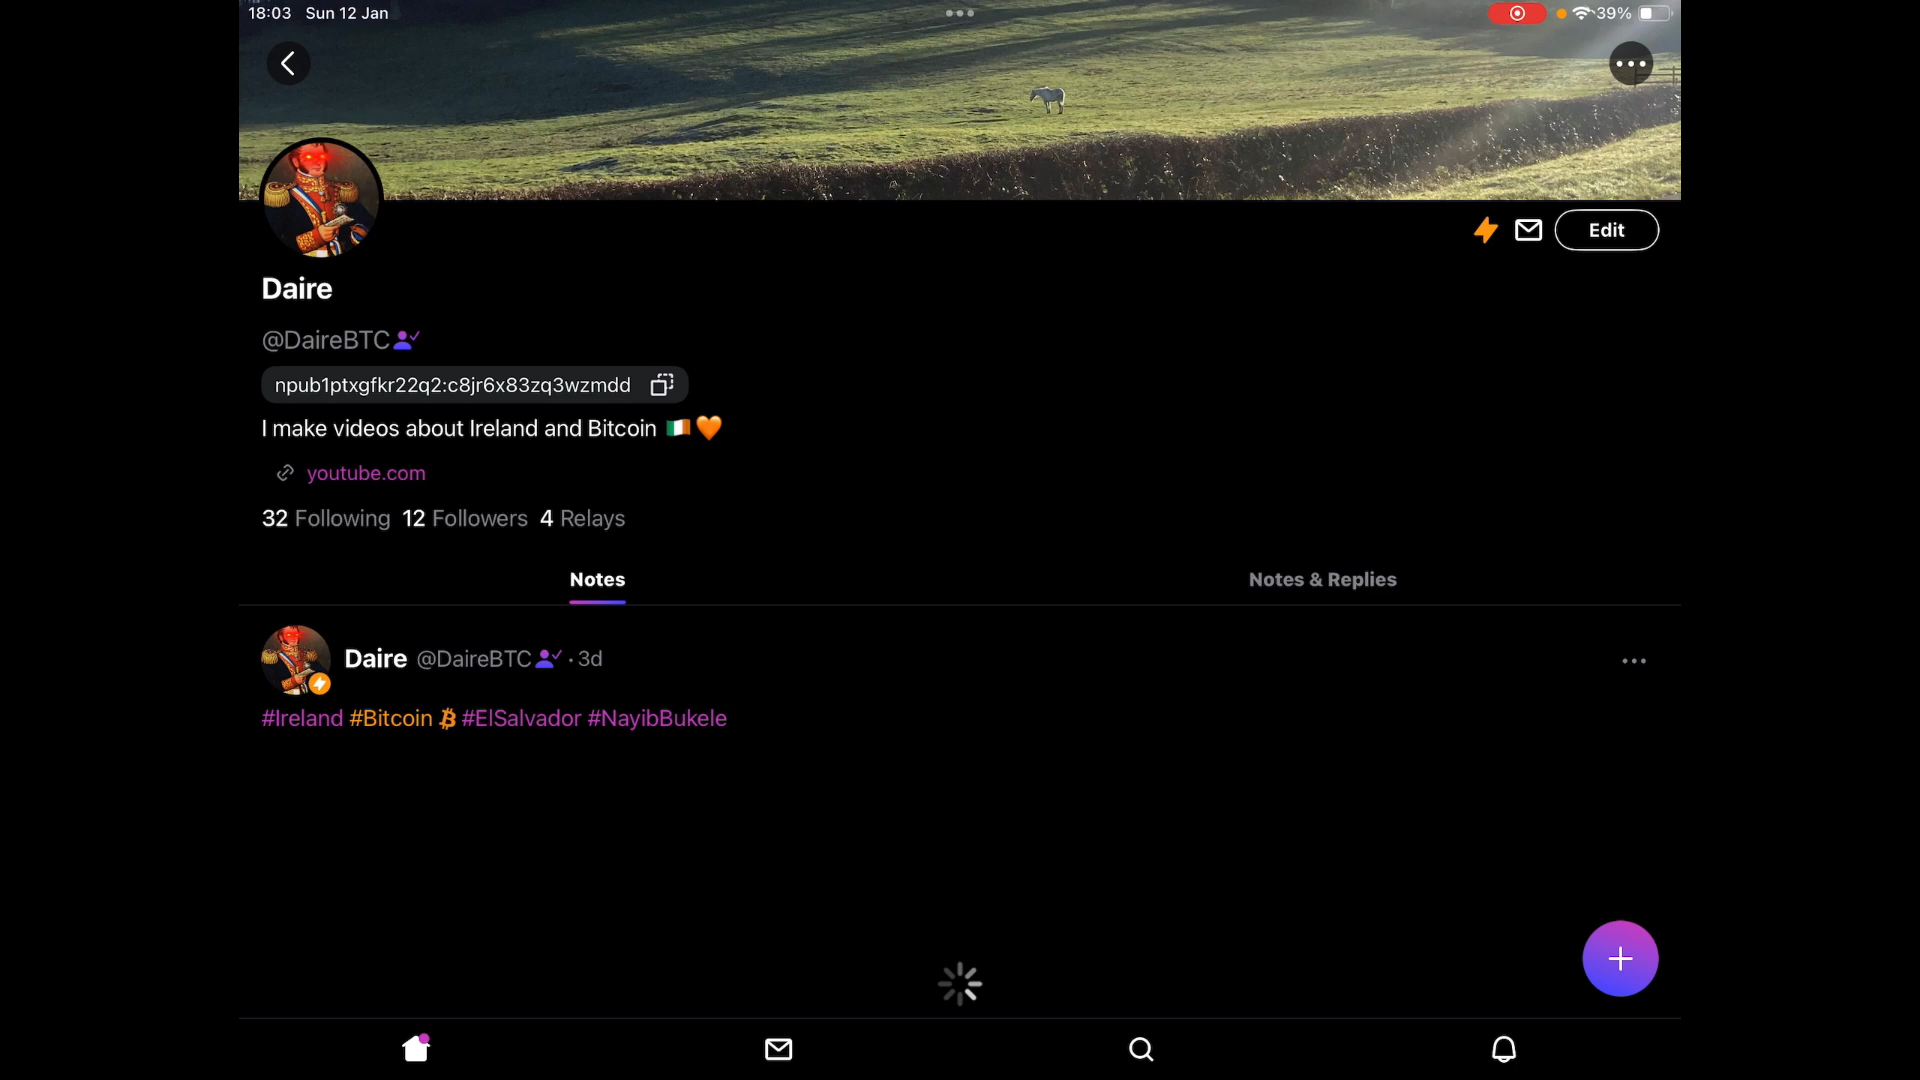 18:03 Sun 12 Jan
39%
Edit
Daire
@DaireBTC
npub1ptxgfkr22q2:c8jr6x83zq3wzmdd
I make videos about Ireland and Bitcoin 🇮🇪🧡
youtube.com
32 Following 12 Followers 4 Relays
Notes
Notes & Replies
Daire @DaireBTC · 3d
#Ireland #Bitcoin ₿ #ElSalvador #NayibBukele